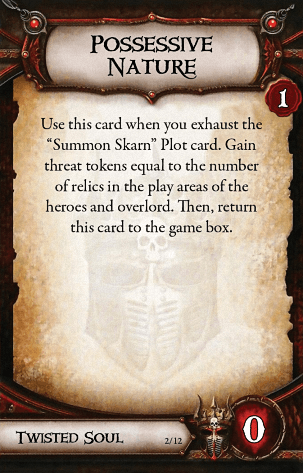 Possessive
Nature
1
Use this card when you exhaust the
“Summon Skarn” Plot card. Gain
threat tokens equal to the number
of relics in the play areas of the
heroes and overlord. Then, return
this card to the game box.
Twisted Soul 2/12 0